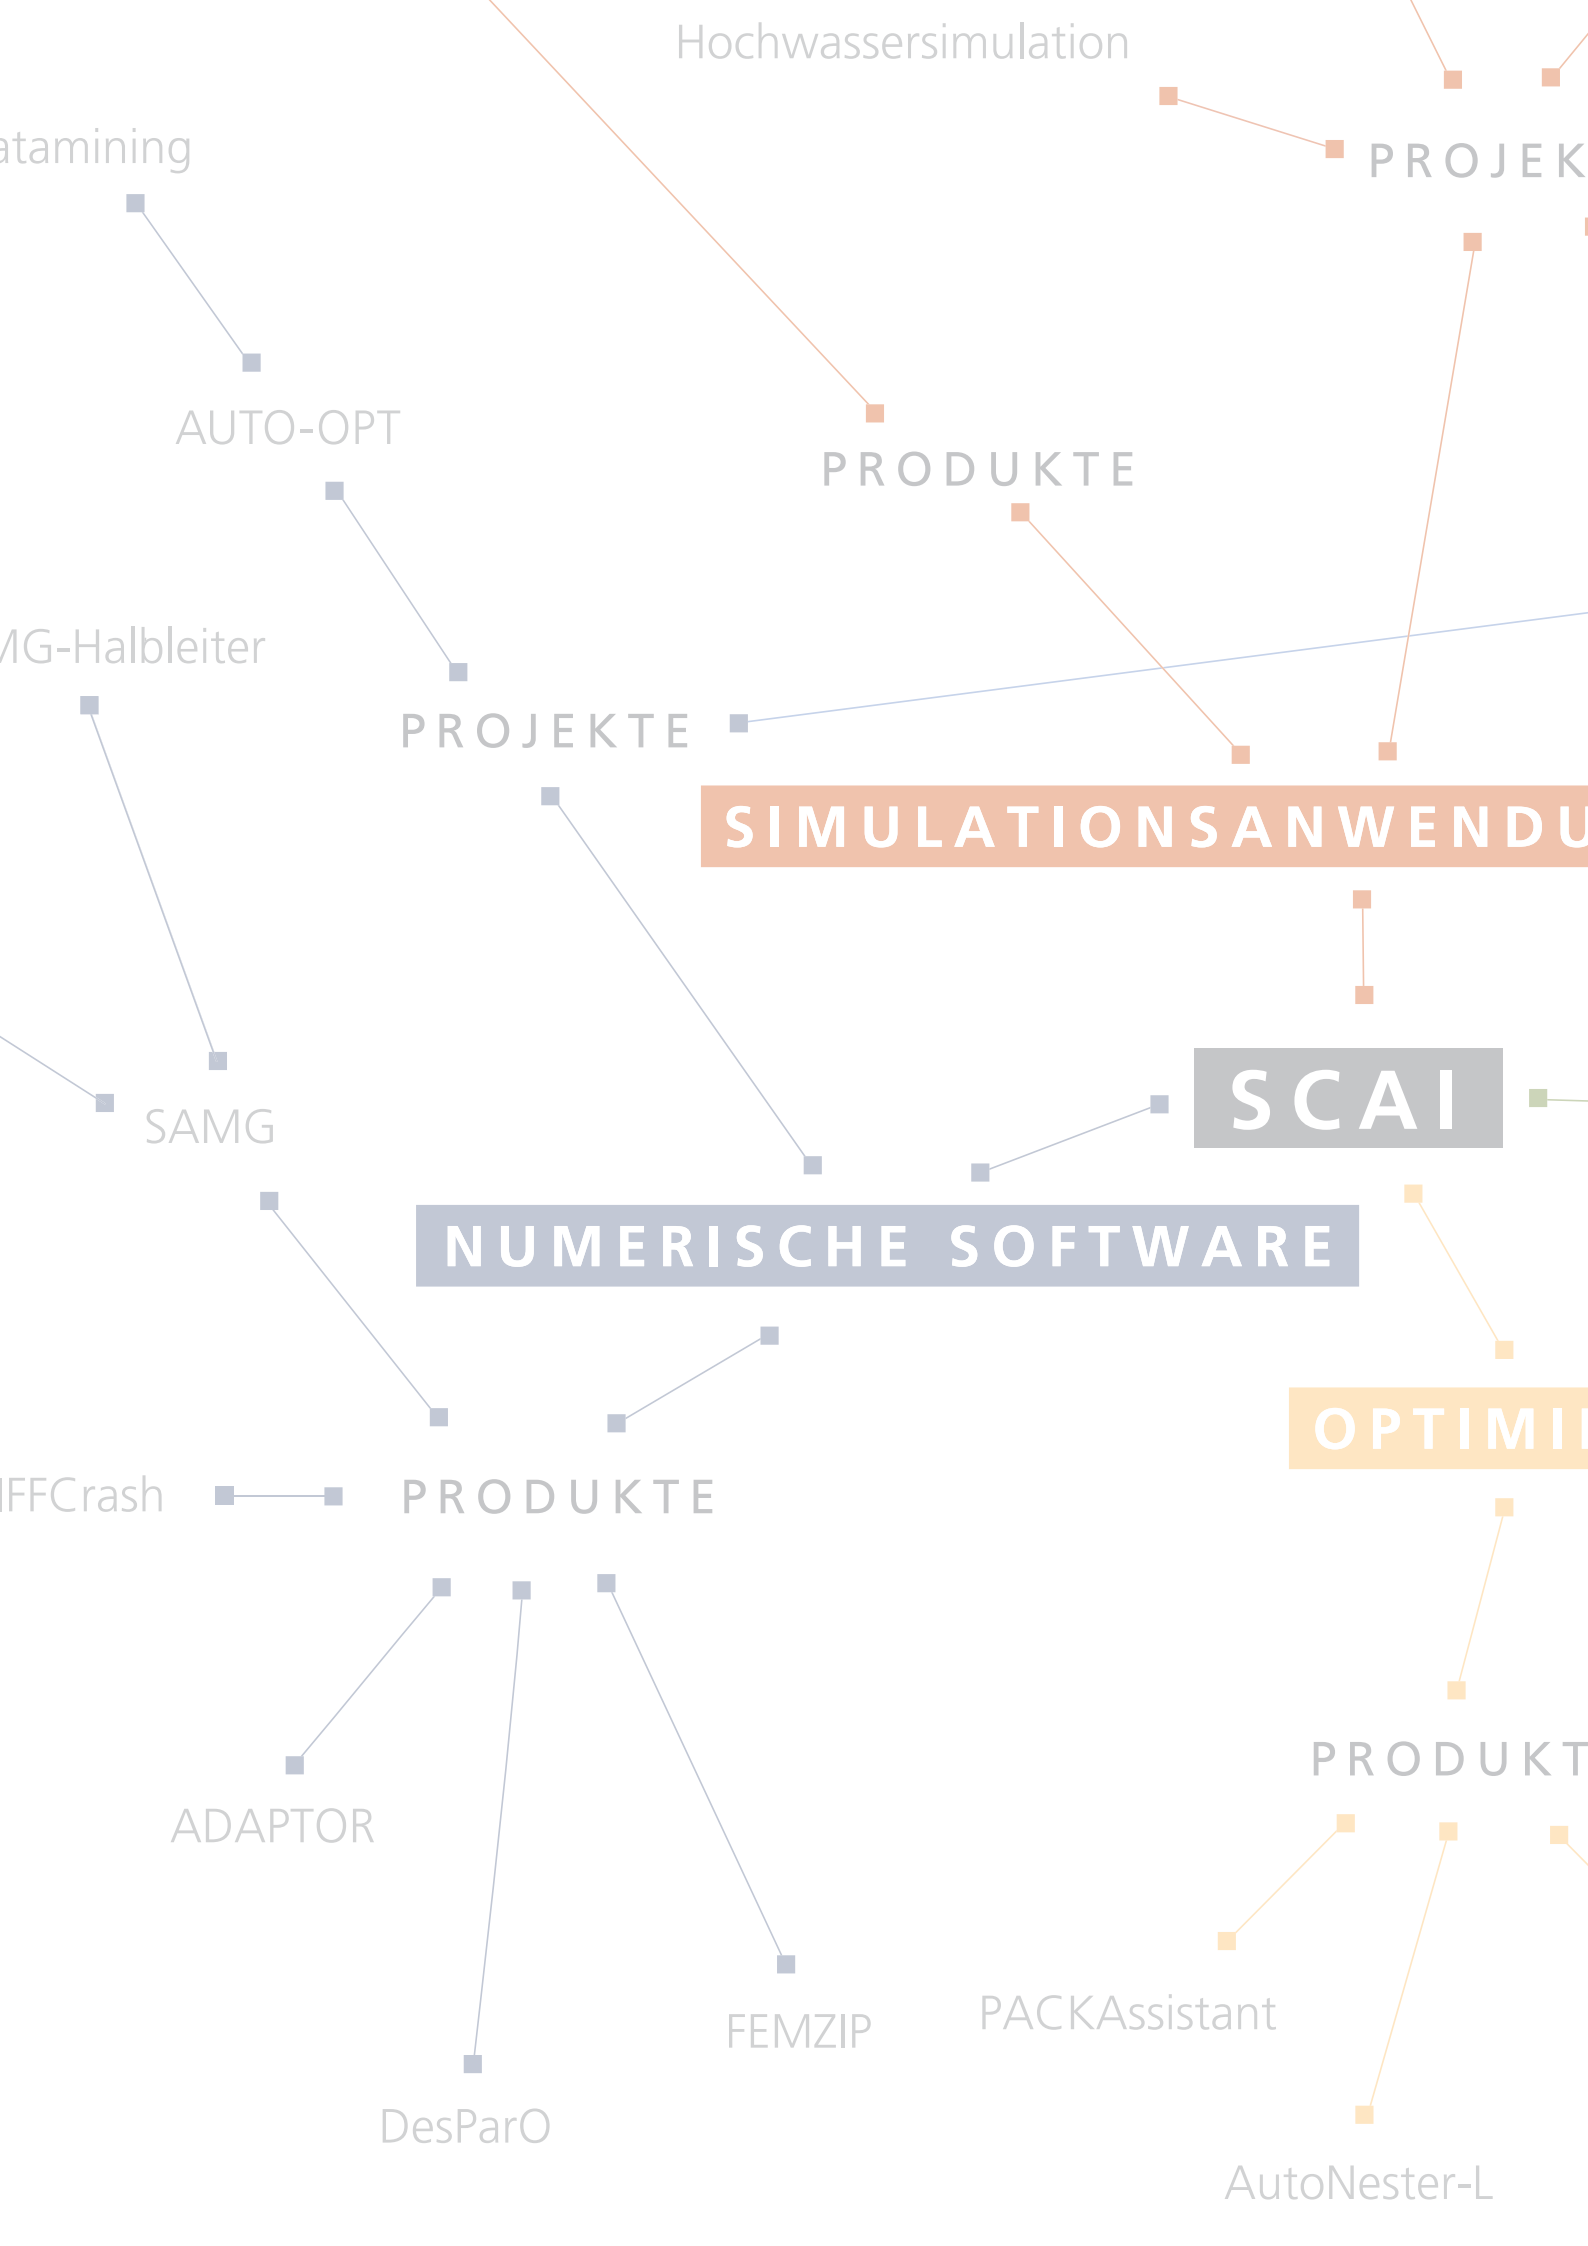 Hochwassersimulation
atamining
PROJEK
AUTO-OPT
PRODUKTE
MG-Halbleiter
PROJEKTE
SIMULATIONSANWENDU
SCAI
SAMG
NUMERISCHE SOFTWARE
OPTIMI
IFFCrash
PRODUKTE
PRODUKT
ADAPTOR
PACKAssistant
FEMZIP
DesParO
AutoNester-L